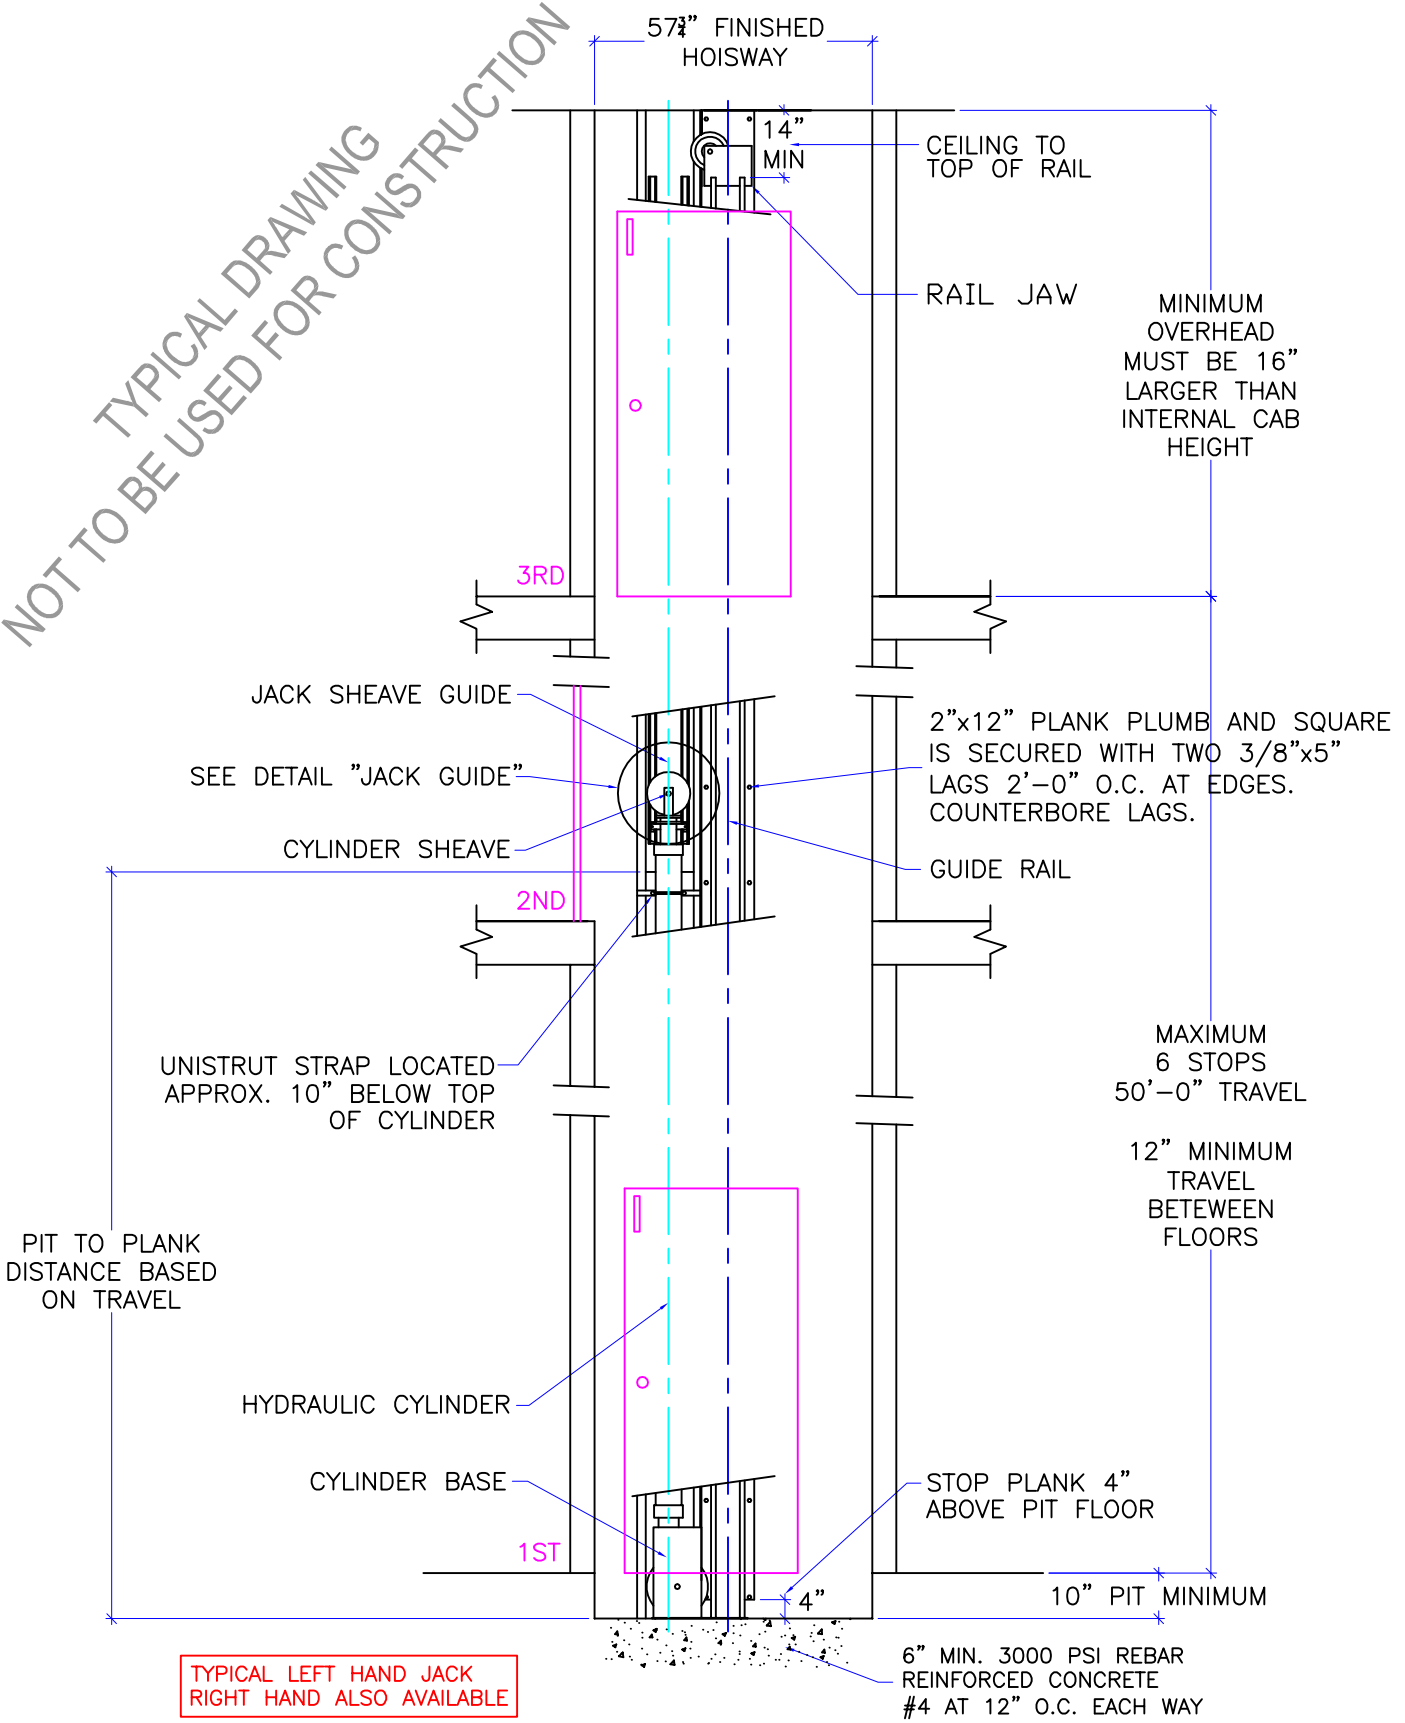 57¾" FINISHED
HOISWAY
TYPICAL DRAWING
NOT TO BE USED FOR CONSTRUCTION
14"
MIN
CEILING TO
TOP OF RAIL
RAIL JAW
MINIMUM
OVERHEAD
MUST BE 16"
LARGER THAN
INTERNAL CAB
HEIGHT
3RD
JACK SHEAVE GUIDE
SEE DETAIL "JACK GUIDE"
CYLINDER SHEAVE
2"x12" PLANK PLUMB AND SQUARE
IS SECURED WITH TWO 3/8"x5"
LAGS 2'-0" O.C. AT EDGES.
COUNTERBORE LAGS.
GUIDE RAIL
2ND
UNISTRUT STRAP LOCATED
APPROX. 10" BELOW TOP
OF CYLINDER
MAXIMUM
6 STOPS
50'-0" TRAVEL
12" MINIMUM
TRAVEL
BETEWEEN
FLOORS
PIT TO PLANK
DISTANCE BASED
ON TRAVEL
HYDRAULIC CYLINDER
CYLINDER BASE
STOP PLANK 4"
ABOVE PIT FLOOR
1ST
4"
10" PIT MINIMUM
6" MIN. 3000 PSI REBAR
REINFORCED CONCRETE
#4 AT 12" O.C. EACH WAY
TYPICAL LEFT HAND JACK
RIGHT HAND ALSO AVAILABLE